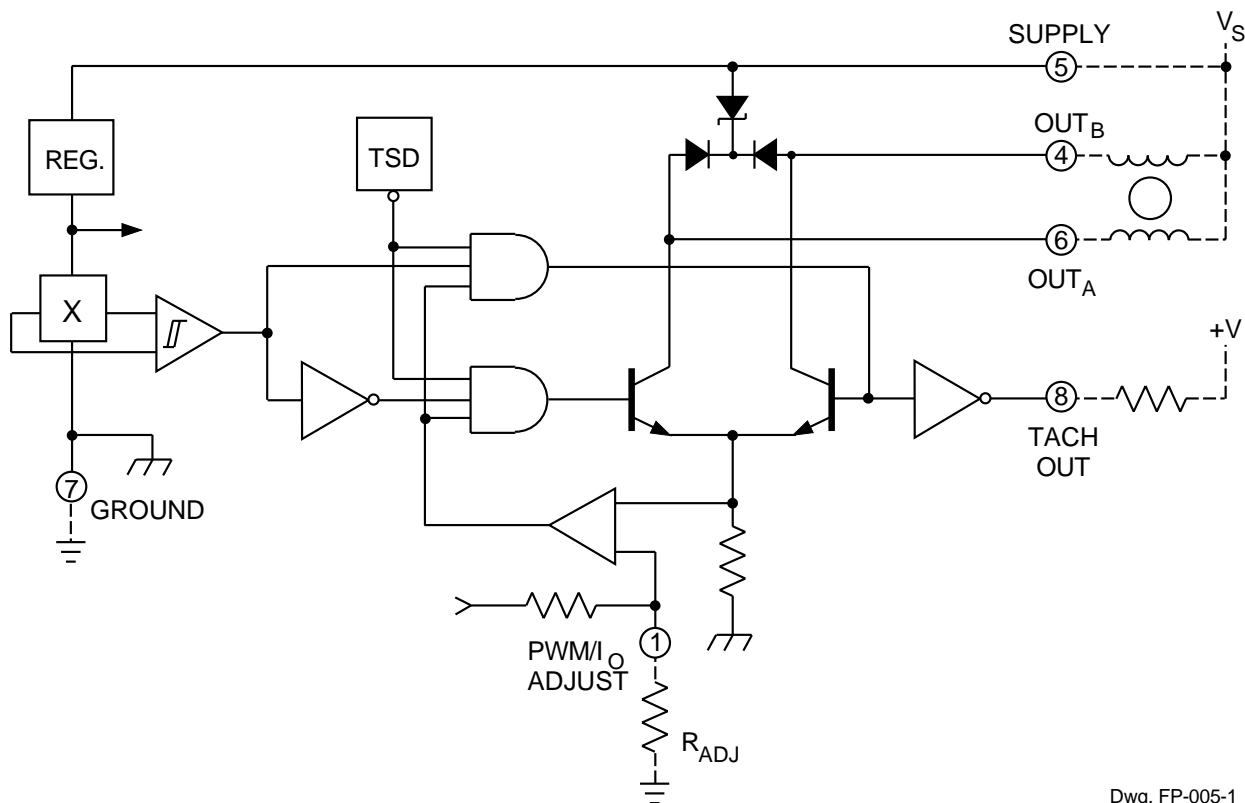 V_S
SUPPLY
5
REG.
TSD
OUT_B
4
6
OUT_A
X
+V
8
TACH
OUT
7
GROUND
PWM/I_O
ADJUST
1
R_ADJ
Dwg. FP-005-1